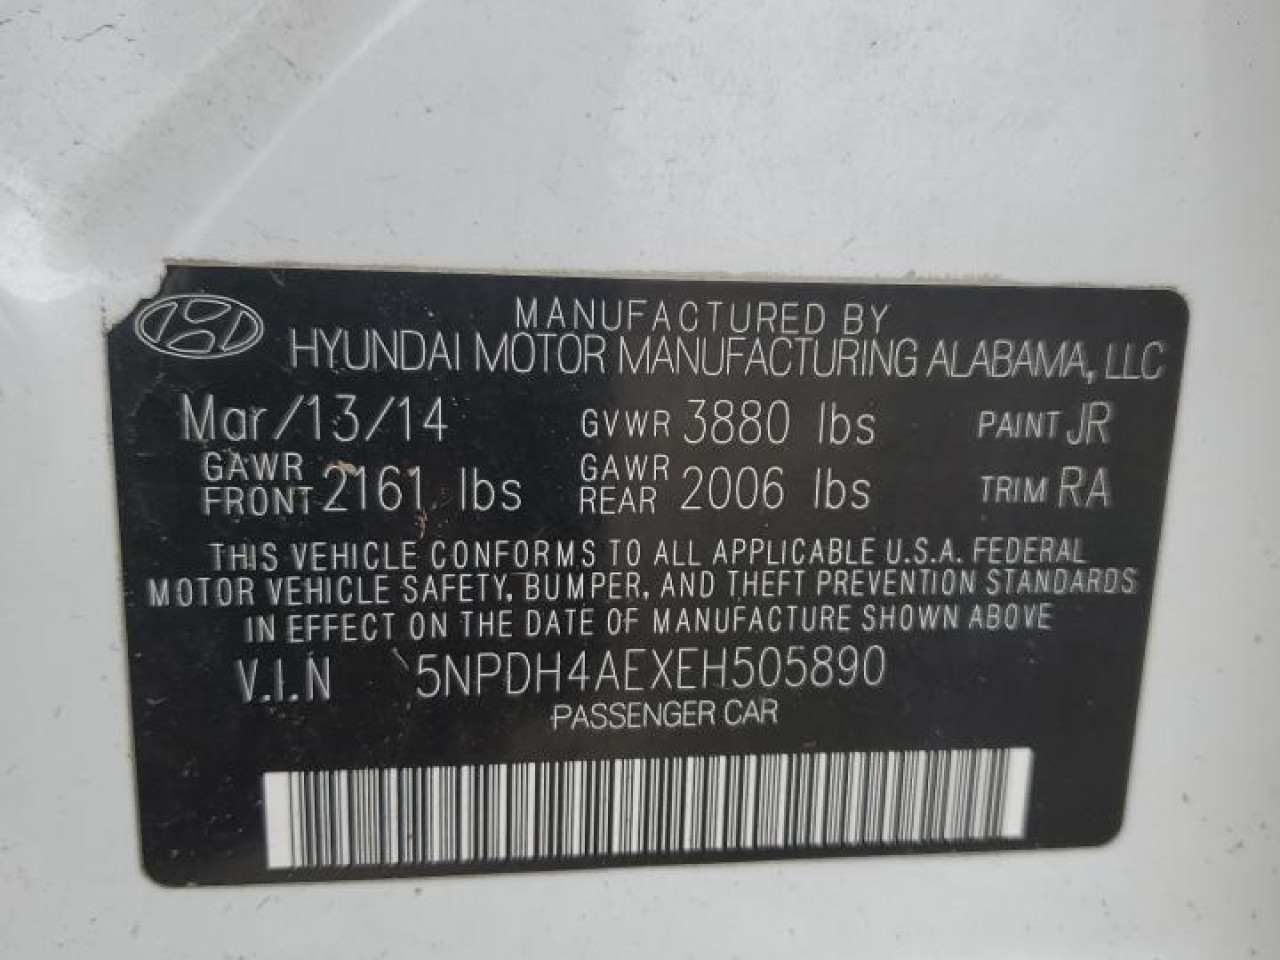 MANUFACTURED BY
HYUNDAI MOTOR MANUFACTURING ALABAMA, LLC
Mar/13/14 GVWR 3880 lbs PAINT JR
GAWR FRONT 2161 lbs GAWR REAR 2006 lbs TRIM RA
THIS VEHICLE CONFORMS TO ALL APPLICABLE U.S.A. FEDERAL
MOTOR VEHICLE SAFETY, BUMPER, AND THEFT PREVENTION STANDARDS
IN EFFECT ON THE DATE OF MANUFACTURE SHOWN ABOVE
V.I.N 5NPDH4AEXEH505890
PASSENGER CAR